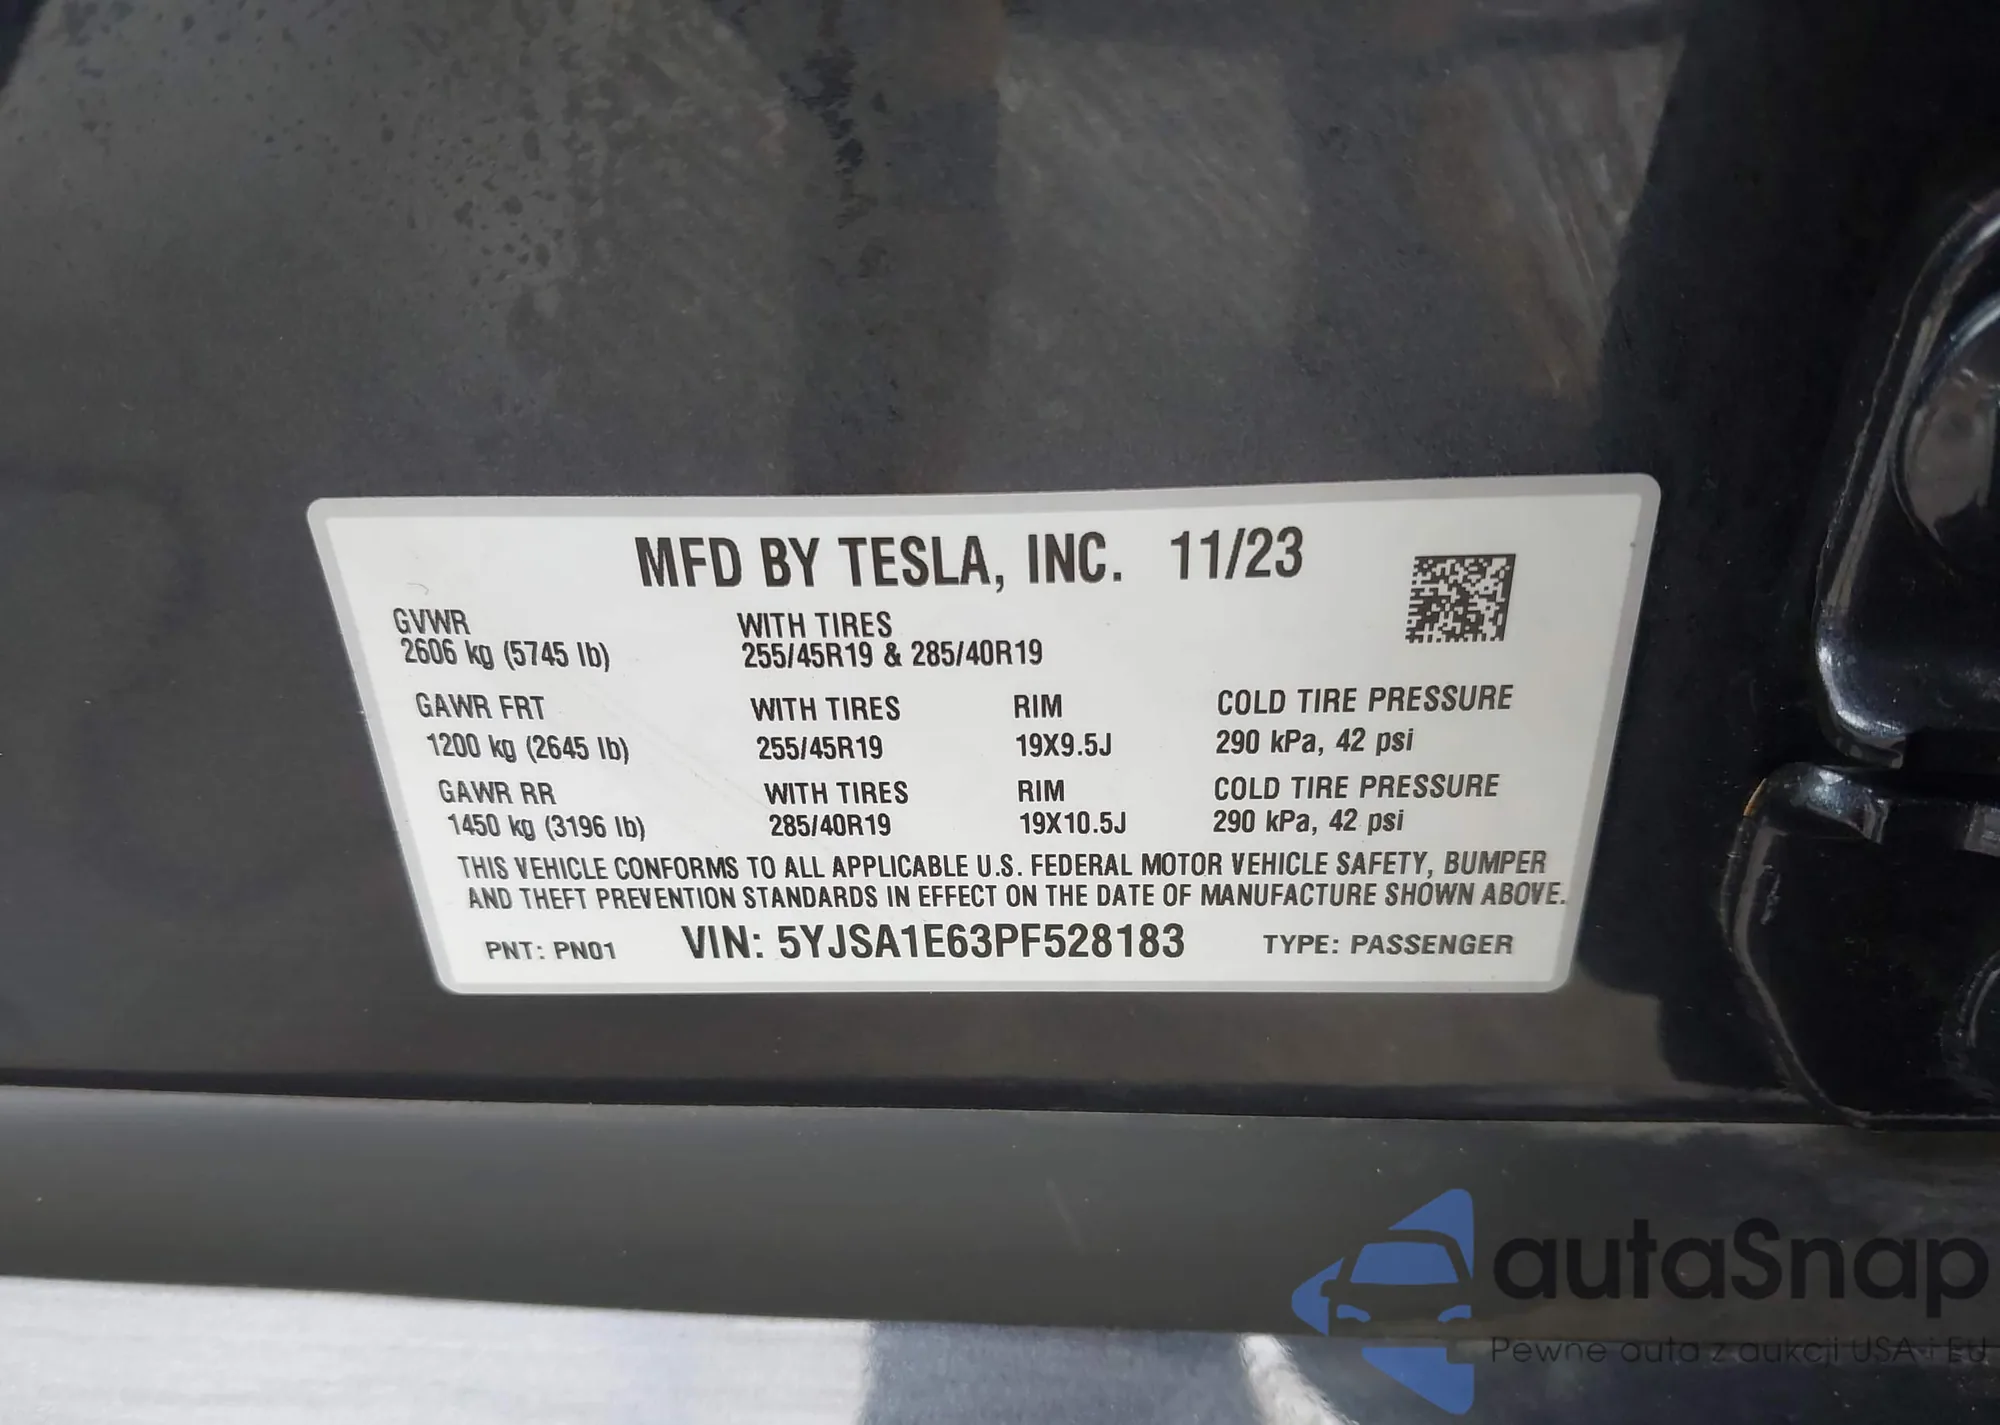 MFD BY TESLA, INC. 11/23
GVWR WITH TIRES
2606 kg (5745 lb) 255/45R19 & 285/40R19
GAWR FRT WITH TIRES RIM COLD TIRE PRESSURE
1200 kg (2645 lb) 255/45R19 19X9.5J 290 kPa, 42 psi
GAWR RR WITH TIRES RIM COLD TIRE PRESSURE
1450 kg (3196 lb) 285/40R19 19X10.5J 290 kPa, 42 psi
THIS VEHICLE CONFORMS TO ALL APPLICABLE U.S. FEDERAL MOTOR VEHICLE SAFETY, BUMPER
AND THEFT PREVENTION STANDARDS IN EFFECT ON THE DATE OF MANUFACTURE SHOWN ABOVE.
PNT: PN01 VIN: 5YJSA1E63PF528183 TYPE: PASSENGER
autaSnap
Pewne auta z aukcji USA i EU